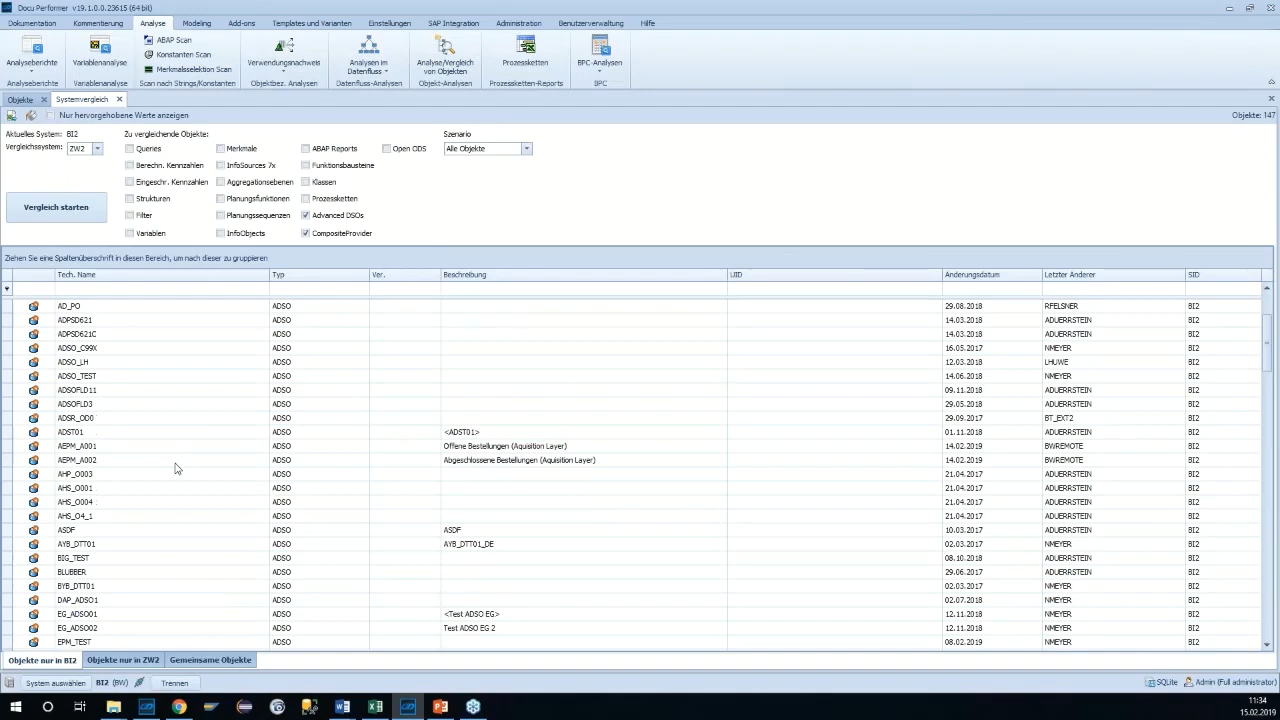 Docu Performer v19.1.0.0.23615 (64 bit)
Dokumentation Kommentierung Analyse Modeling Add-ons Templates und Varianten Einstellungen SAP Integration Administration Benutzerverwaltung Hilfe
Analyseberichte
Analyseberichte
Variablenanalyse
Variablenanalyse
ABAP Scan
Konstanten Scan
Merkmalsselektion Scan
Scan nach Strings/Konstanten
Verwendungsnachweis
Objektbez. Analysen
Analysen im Datenfluss
Datenfluss-Analysen
Analyse/Vergleich von Objekten
Objekt-Analysen
Prozessketten
Prozessketten-Reports
BPC-Analysen
BPC
Objekte Systemvergleich
Nur hervorgehobene Werte anzeigen Objekte: 147
Aktuelles System: BI2 Zu vergleichende Objekte: Szenario
Vergleichssystem: ZW2 Queries Merkmale ABAP Reports Open ODS Alle Objekte
Berechn. Kennzahlen InfoSources 7x Funktionsbausteine
Eingeschr. Kennzahlen Aggregationsebenen Klassen
Strukturen Planungsfunktionen Prozessketten
Vergleich starten
Filter Planungssequenzen Advanced DSOs
Variablen InfoObjects CompositeProvider
Ziehen Sie eine Spaltenüberschrift in diesen Bereich, um nach dieser zu gruppieren
Tech. Name Typ Ver. Beschreibung UID Änderungsdatum Letzter Änderer SID
AD_PO ADSO 29.08.2018 RFELSNER BI2
ADPSD621 ADSO 14.03.2018 ADUERRSTEIN BI2
ADPSD621C ADSO 14.03.2018 ADUERRSTEIN BI2
ADSO_C99X ADSO 16.05.2017 NMEYER BI2
ADSO_LH ADSO 12.03.2018 LHUWE BI2
ADSO_TEST ADSO 14.06.2018 NMEYER BI2
ADSOFLD11 ADSO 09.11.2018 ADUERRSTEIN BI2
ADSOFLD3 ADSO 29.05.2018 ADUERRSTEIN BI2
ADSR_OD0 ADSO 29.09.2017 BT_EXT2 BI2
ADST01 ADSO <ADST01> 01.11.2018 ADUERRSTEIN BI2
AEPM_A001 ADSO Offene Bestellungen (Aquisition Layer) 14.02.2019 BWREMOTE BI2
AEPM_A002 ADSO Abgeschlossene Bestellungen (Aquisition Layer) 14.02.2019 BWREMOTE BI2
AHP_O003 ADSO 21.04.2017 ADUERRSTEIN BI2
AHS_O001 ADSO 21.04.2017 ADUERRSTEIN BI2
AHS_O004 ADSO 21.04.2017 ADUERRSTEIN BI2
AHS_O4_1 ADSO 21.04.2017 ADUERRSTEIN BI2
ASDF ADSO ASDF 10.03.2017 ADUERRSTEIN BI2
AYB_DTT01 ADSO AYB_DTT01_DE 02.03.2017 NMEYER BI2
BIG_TEST ADSO 08.10.2018 ADUERRSTEIN BI2
BLUBBER ADSO 29.06.2017 ADUERRSTEIN BI2
BYB_DTT01 ADSO 02.03.2017 NMEYER BI2
DAP_ADSO1 ADSO 02.07.2018 NMEYER BI2
EG_ADSO01 ADSO <Test ADSO EG> 12.11.2018 NMEYER BI2
EG_ADSO02 ADSO Test ADSO EG 2 12.11.2018 NMEYER BI2
EPM_TEST ADSO 08.02.2019 NMEYER BI2
Objekte nur in BI2 Objekte nur in ZW2 Gemeinsame Objekte
System auswählen BI2 (BW) Trennen SQLite Admin (Full administrator)
11:34
15.02.2019